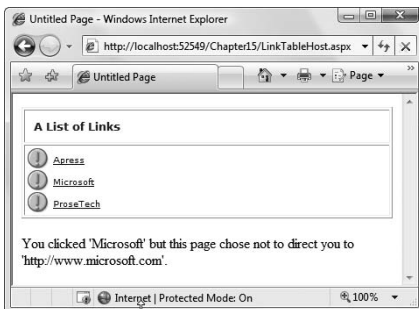 Untitled Page - Windows Internet Explorer
http://localhost:52549/Chapter15/LinkTableHost.aspx
Untitled Page
Page
A List of Links
Apress
Microsoft
ProseTech
You clicked 'Microsoft' but this page chose not to direct you to
'http://www.microsoft.com'.
Internet | Protected Mode: On
100%